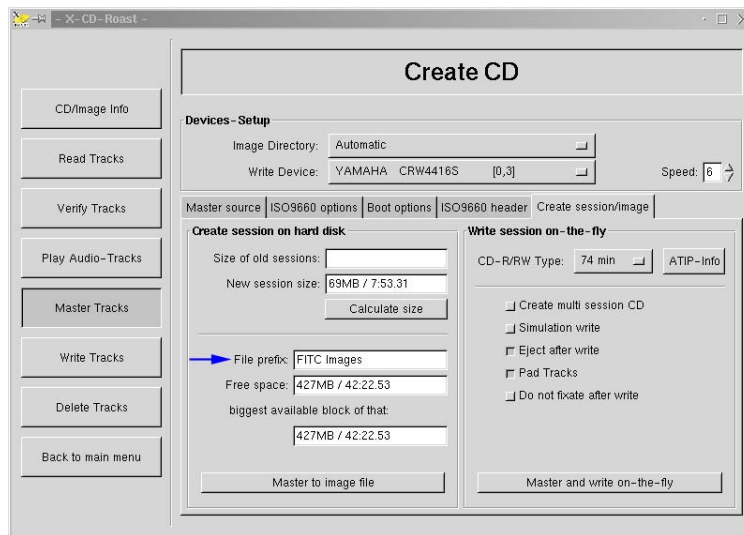 - X-CD-Roast -
Create CD
CD/Image Info
Read Tracks
Verify Tracks
Play Audio-Tracks
Master Tracks
Write Tracks
Delete Tracks
Back to main menu
Devices-Setup
Image Directory: Automatic
Write Device: YAMAHA CRW4416S [0,3] Speed: 6
Master source ISO9660 options Boot options ISO9660 header Create session/image
Create session on hard disk
Size of old sessions:
New session size: 69MB / 7:53.31
Calculate size
File prefix: FITC Images
Free space: 427MB / 42:22.53
biggest available block of that:
427MB / 42:22.53
Master to image file
Write session on-the-fly
CD-R/RW Type: 74 min ATIP-Info
Create multi session CD
Simulation write
Eject after write
Pad Tracks
Do not fixate after write
Master and write on-the-fly